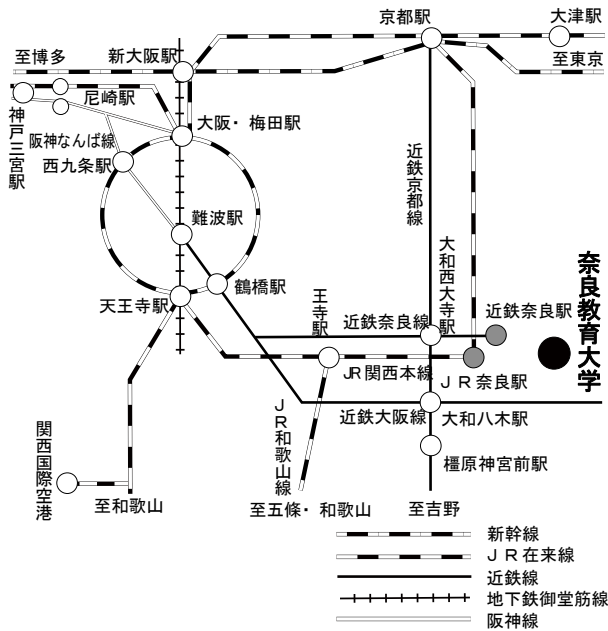 京都駅
大津駅
至博多
新大阪駅
至東京
尼崎駅
神戸三宮駅
大阪・梅田駅
阪神なんば線
西九条駅
近鉄京都線
難波駅
大和西大寺駅
奈良教育大学
鶴橋駅
天王寺駅
王寺駅
近鉄奈良線
近鉄奈良駅
JR関西本線
JR奈良駅
JR和歌山線
近鉄大阪線
大和八木駅
関西国際空港
橿原神宮前駅
至和歌山
至五條・和歌山
至吉野
新幹線
JR在来線
近鉄線
地下鉄御堂筋線
阪神線